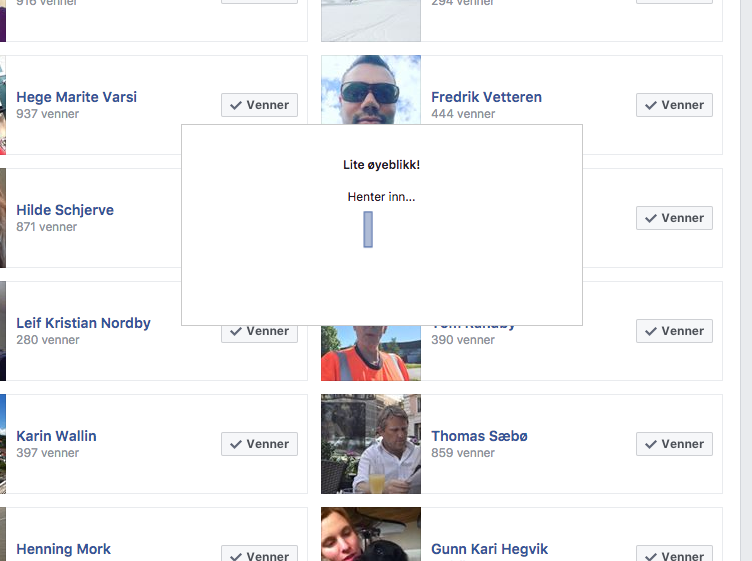 916 venner
294 venner
Hege Marite Varsi
937 venner
Venner
Fredrik Vetteren
444 venner
Venner
Lite øyeblikk!
Henter inn...
Hilde Schjerve
871 venner
Venner
Leif Kristian Nordby
280 venner
Venner
390 venner
Venner
Karin Wallin
397 venner
Venner
Thomas Sæbø
859 venner
Venner
Henning Mork
Venner
Gunn Kari Hegvik
Venner